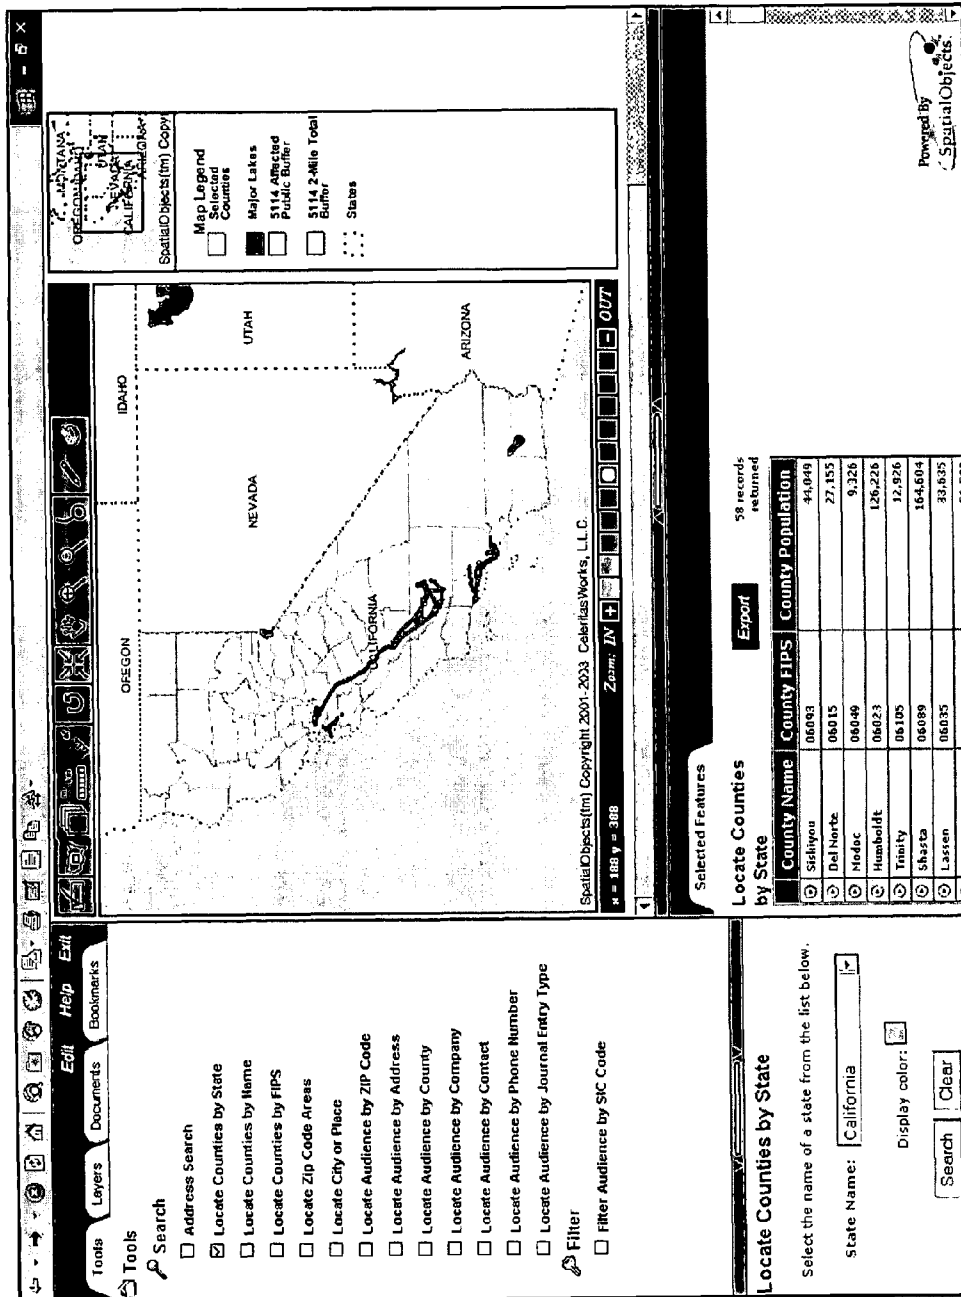 Edit Help Exit
Tools Layers Documents Bookmarks
Tools
Search
Address Search
Locate Counties by State
Locate Counties by Name
Locate Counties by FIPS
Locate Zip Code Areas
Locate City or Place
Locate Audience by ZIP Code
Locate Audience by Address
Locate Audience by County
Locate Audience by Company
Locate Audience by Contact
Locate Audience by Phone Number
Locate Audience by Journal Entry Type
Filter
Filter Audience by SIC Code
OREGON
IDAHO
NEVADA
UTAH
CALIFORNIA
ARIZONA
SpatialObjects(tm) Copyright 2001-2003 CeleritasWorks, L.L.C.
x = 188 y = 388 Zoom: IN + - OUT
MONTANA
OREGON IDAHO
NEVADA UTAH
CALIFORNIA
ARIZONA
SpatialObjects(tm) Copy
Map Legend
Selected
Counties
Major Lakes
5114 Affected
Public Buffer
5114 2-Mile Total
Buffer
States
Locate Counties by State
Select the name of a state from the list below.
State Name: California
Display color:
Search Clear
Selected Features
Locate Counties
by State
Export
58 records
returned
County Name County FIPS County Population
Siskiyou 06093 44,049
Del Norte 06015 27,155
Modoc 06049 9,326
Humboldt 06023 126,226
Trinity 06105 12,926
Shasta 06089 164,604
Lassen 06035 33,635
Powered By
SpatialObjects.